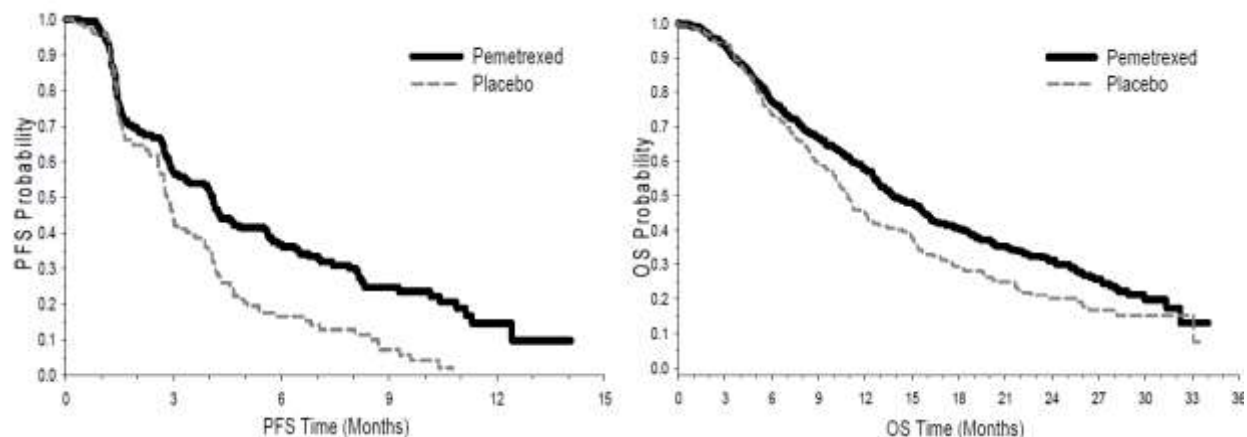 PFS Probability
1.0
0.9
0.8
0.7
0.6
0.5
0.4
0.3
0.2
0.1
0.0
Pemetrexed
Placebo
0 3 6 9 12 15
PFS Time (Months)
OS Probability
1.0
0.9
0.8
0.7
0.6
0.5
0.4
0.3
0.2
0.1
0.0
Pemetrexed
Placebo
0 3 6 9 12 15 18 21 24 27 30 33 36
OS Time (Months)